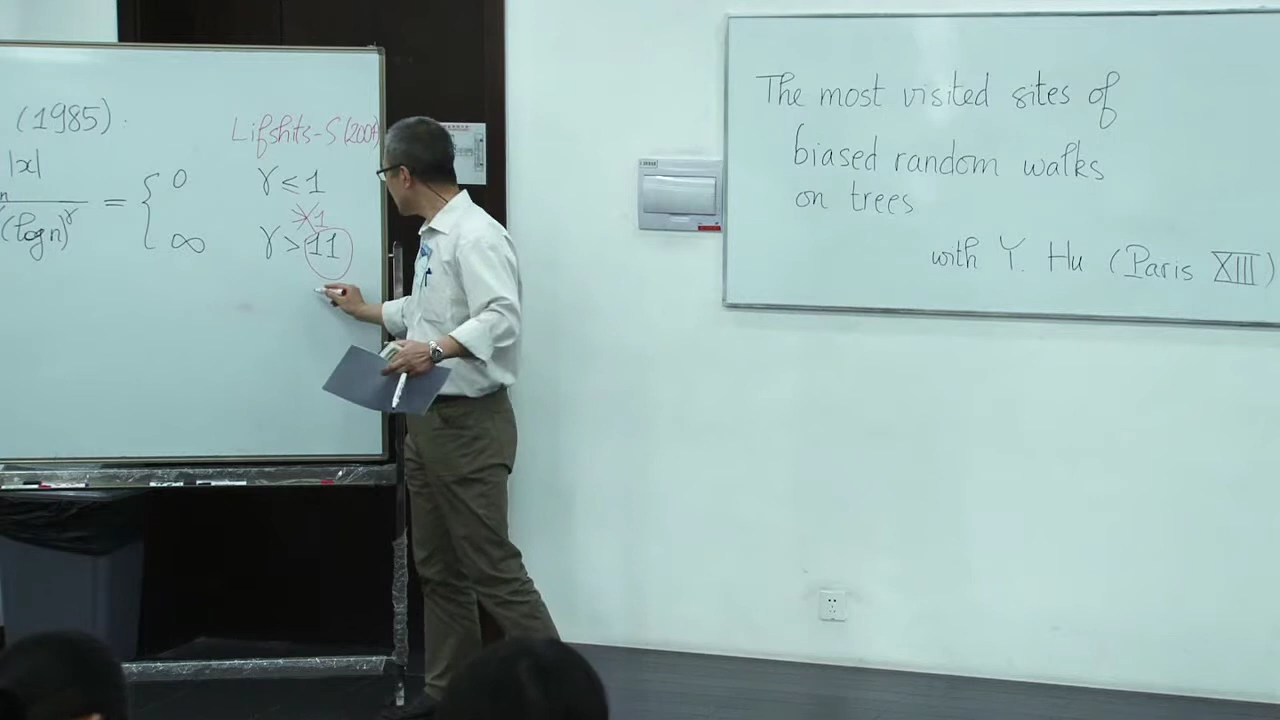 (1985).
Lifshits-S (2004)
|x|
n
(log n)^γ = { 0 γ ≤ 1
1
∞ γ > 11
The most visited sites of
biased random walks
on trees
with Y. Hu (Paris XIII)